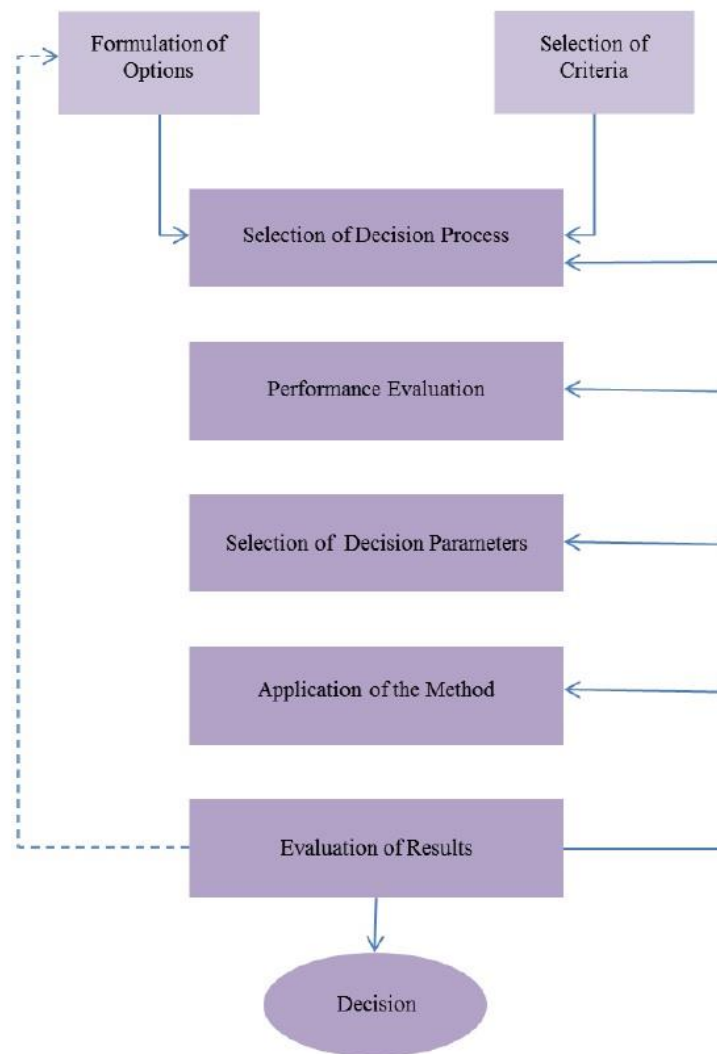 Formulation of
Options
Selection of
Criteria
Selection of Decision Process
Performance Evaluation
Selection of Decision Parameters
Application of the Method
Evaluation of Results
Decision